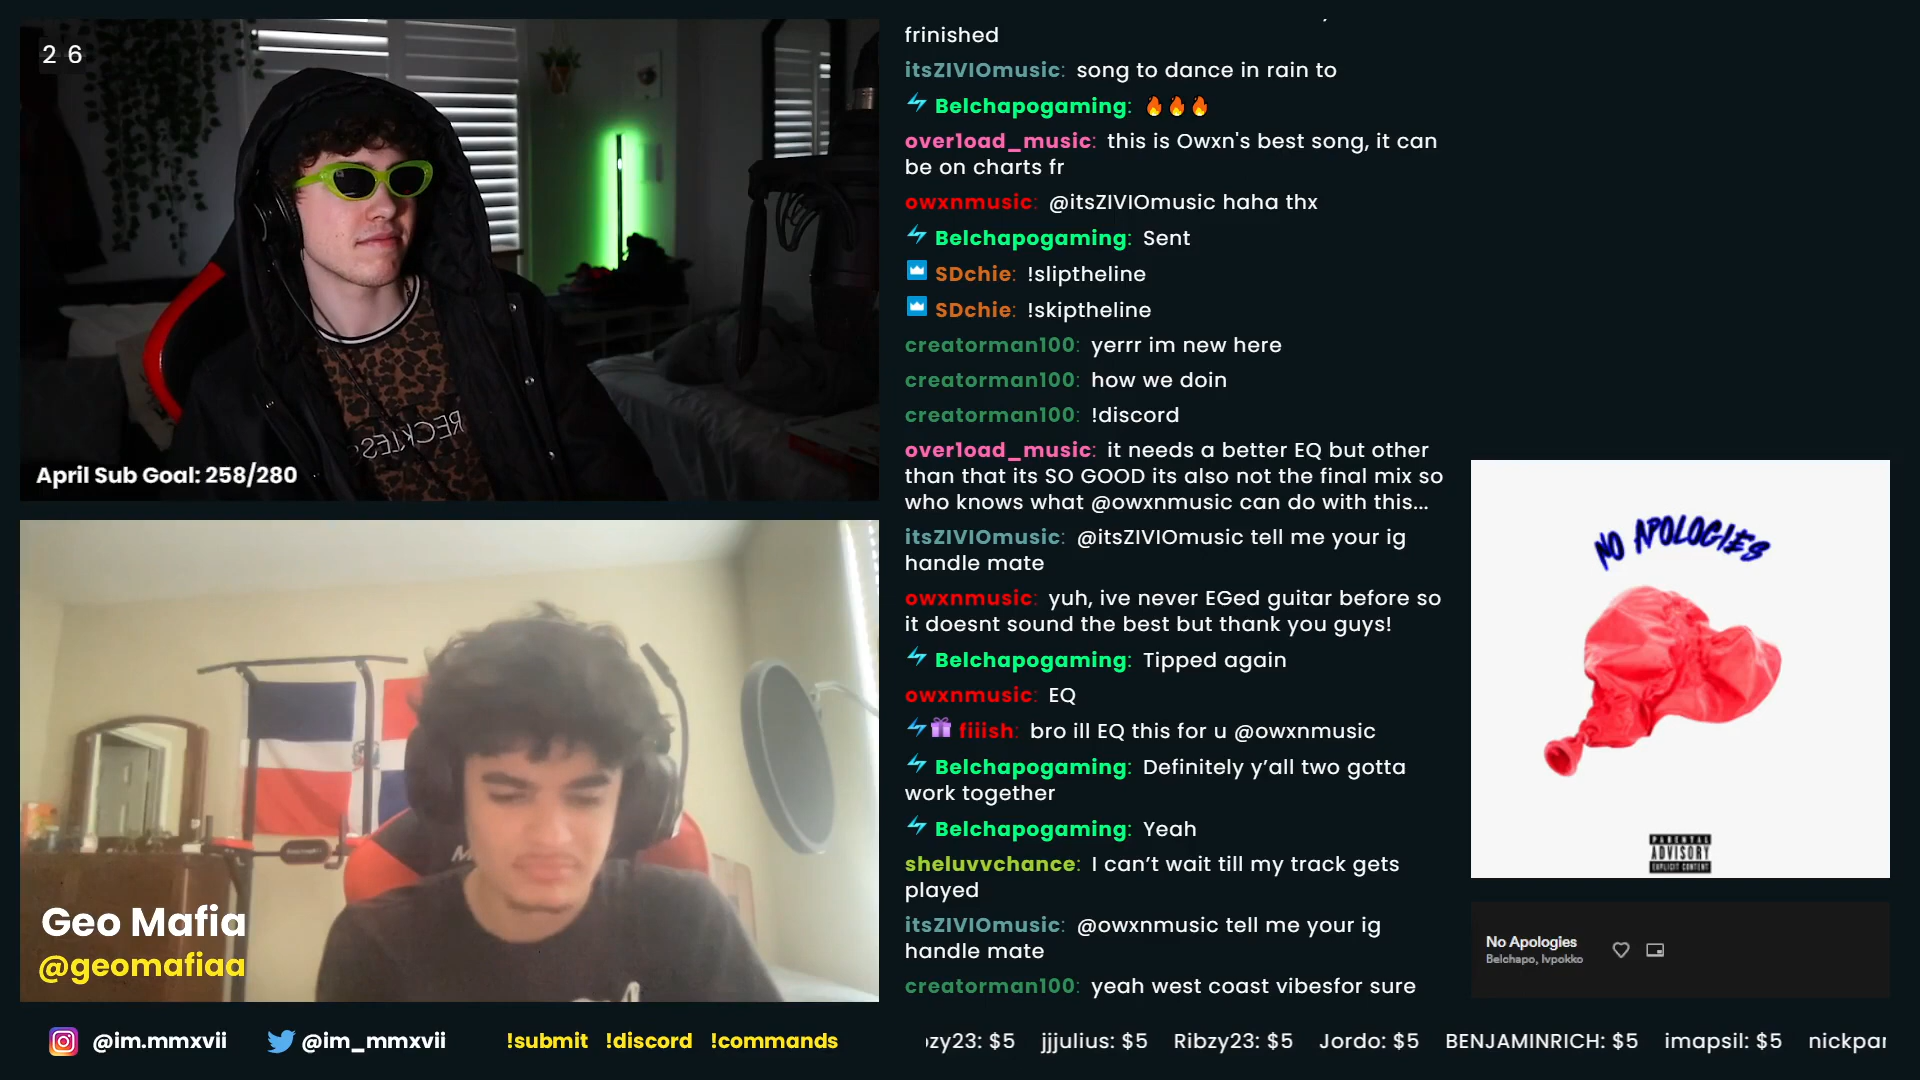 2 6
RECKLESS
April Sub Goal: 258/280
Geo Mafia
@geomafiaa
@im.mmxvii
@im_mmxvii
!submit !discord !commands
frinished
itsZIVIOmusic: song to dance in rain to
Belchapogaming: 🔥🔥🔥
over1oad_music: this is Owxn's best song, it can
be on charts fr
owxnmusic: @itsZIVIOmusic haha thx
Belchapogaming: Sent
SDchie: !sliptheline
SDchie: !skiptheline
creatorman100: yerrr im new here
creatorman100: how we doin
creatorman100: !discord
over1oad_music: it needs a better EQ but other
than that its SO GOOD its also not the final mix so
who knows what @owxnmusic can do with this...
itsZIVIOmusic: @itsZIVIOmusic tell me your ig
handle mate
owxnmusic: yuh, ive never EGed guitar before so
it doesnt sound the best but thank you guys!
Belchapogaming: Tipped again
owxnmusic: EQ
fiiish: bro ill EQ this for u @owxnmusic
Belchapogaming: Definitely y’all two gotta
work together
Belchapogaming: Yeah
sheluvvchance: I can’t wait till my track gets
played
itsZIVIOmusic: @owxnmusic tell me your ig
handle mate
creatorman100: yeah west coast vibesfor sure
NO APOLOGIES
PARENTAL
ADVISORY
EXPLICIT CONTENT
No Apologies
Belchapo, lvpokko
zy23: $5 jjjulius: $5 Ribzy23: $5 Jordo: $5 BENJAMINRICH: $5 imapsil: $5